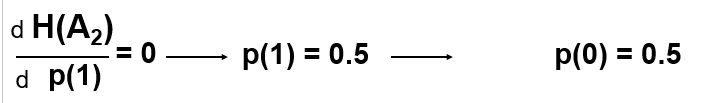 d H(A₂)
d p(1) = 0 → p(1) = 0.5 → p(0) = 0.5